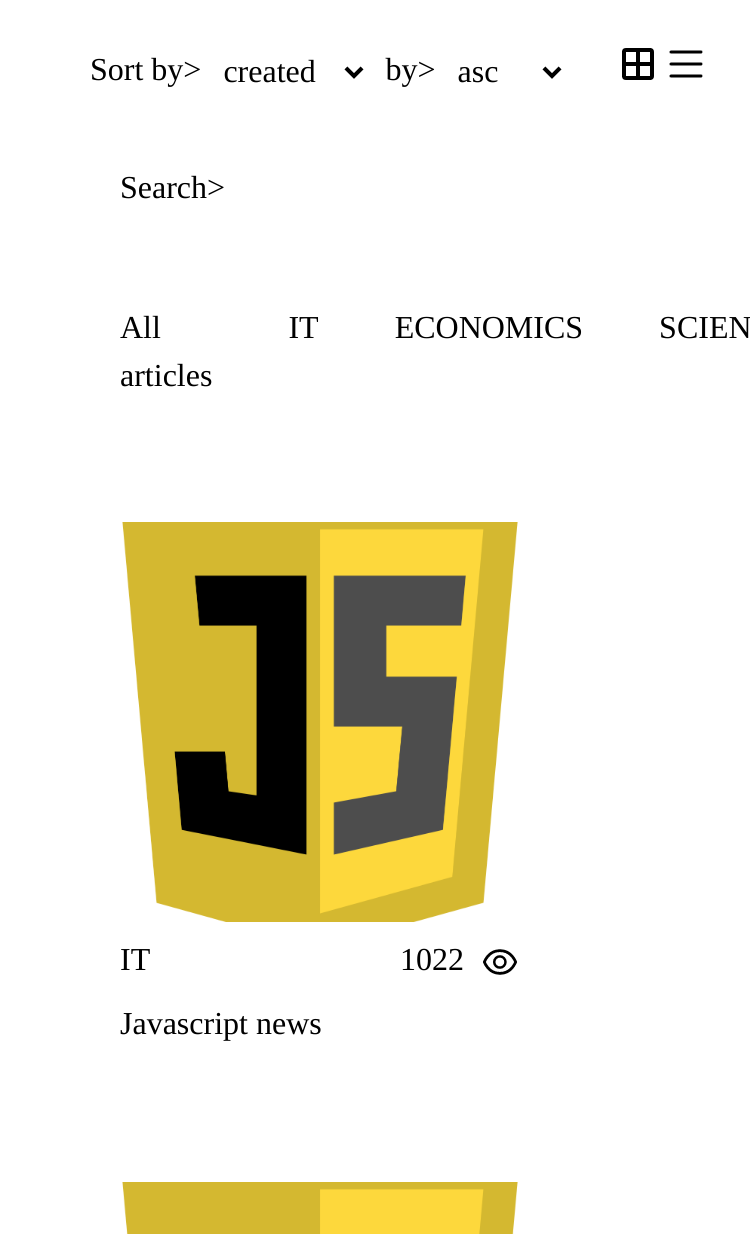 Sort by> created by> asc
Search>
All articles IT ECONOMICS SCIEN
JS
IT 1022
Javascript news